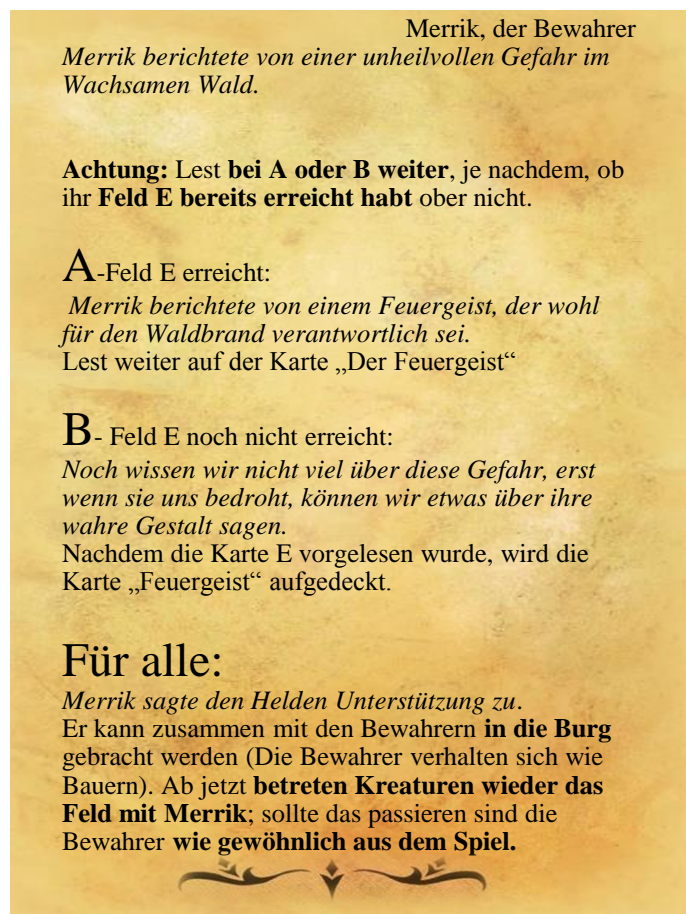 Merrik, der Bewahrer
Merrik berichtete von einer unheilvollen Gefahr im
Wachsamen Wald.
Achtung: Lest bei A oder B weiter, je nachdem, ob
ihr Feld E bereits erreicht habt ober nicht.
A-Feld E erreicht:
Merrik berichtete von einem Feuergeist, der wohl
für den Waldbrand verantwortlich sei.
Lest weiter auf der Karte „Der Feuergeist“
B- Feld E noch nicht erreicht:
Noch wissen wir nicht viel über diese Gefahr, erst
wenn sie uns bedroht, können wir etwas über ihre
wahre Gestalt sagen.
Nachdem die Karte E vorgelesen wurde, wird die
Karte „Feuergeist“ aufgedeckt.
Für alle:
Merrik sagte den Helden Unterstützung zu.
Er kann zusammen mit den Bewahrern in die Burg
gebracht werden (Die Bewahrer verhalten sich wie
Bauern). Ab jetzt betreten Kreaturen wieder das
Feld mit Merrik; sollte das passieren sind die
Bewahrer wie gewöhnlich aus dem Spiel.